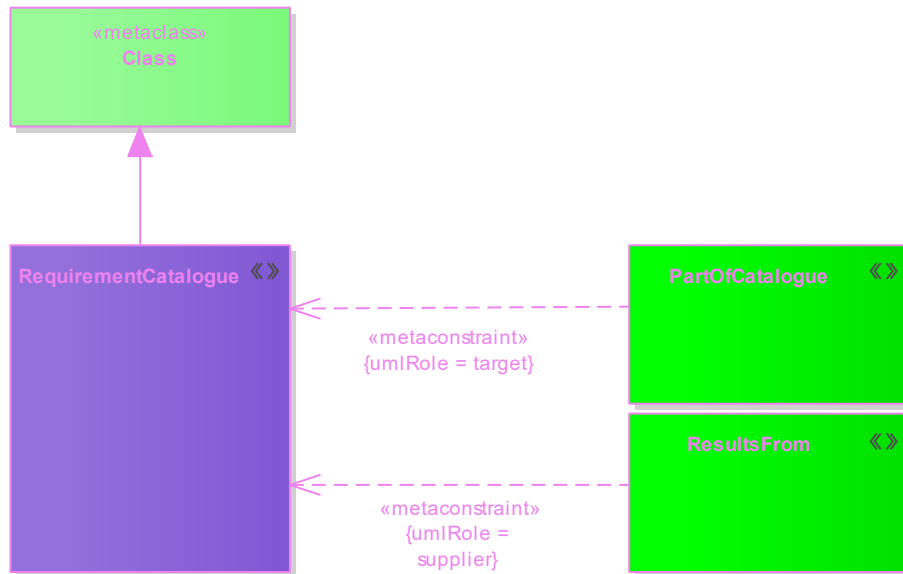 «metaclass»
Class
RequirementCatalogue «»
PartOfCatalogue «»
«metaconstraint»
{umlRole = target}
ResultsFrom «»
«metaconstraint»
{umlRole =
supplier}